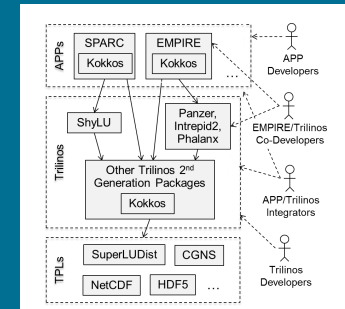 APPs
SPARC
Kokkos
EMPIRE
Kokkos
...
APP
Developers
Trilinos
ShyLU
Panzer,
Intrepid2,
Phalanx
EMPIRE/Trilinos
Co-Developers
Other Trilinos 2nd
Generation Packages
Kokkos
APP/Trilinos
Integrators
TPLs
SuperLUDist
CGNS
NetCDF
HDF5
...
Trilinos
Developers